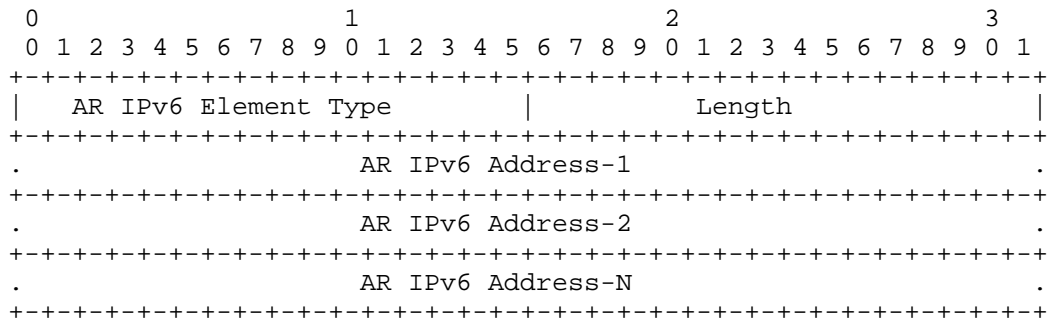 0                   1                   2                   3
 0 1 2 3 4 5 6 7 8 9 0 1 2 3 4 5 6 7 8 9 0 1 2 3 4 5 6 7 8 9 0 1
+-+-+-+-+-+-+-+-+-+-+-+-+-+-+-+-+-+-+-+-+-+-+-+-+-+-+-+-+-+-+-+-+
|    AR IPv6 Element Type       |          Length               |
+-+-+-+-+-+-+-+-+-+-+-+-+-+-+-+-+-+-+-+-+-+-+-+-+-+-+-+-+-+-+-+-+
.                     AR IPv6 Address-1                         .
+-+-+-+-+-+-+-+-+-+-+-+-+-+-+-+-+-+-+-+-+-+-+-+-+-+-+-+-+-+-+-+-+
.                     AR IPv6 Address-2                         .
+-+-+-+-+-+-+-+-+-+-+-+-+-+-+-+-+-+-+-+-+-+-+-+-+-+-+-+-+-+-+-+-+
.                     AR IPv6 Address-N                         .
+-+-+-+-+-+-+-+-+-+-+-+-+-+-+-+-+-+-+-+-+-+-+-+-+-+-+-+-+-+-+-+-+